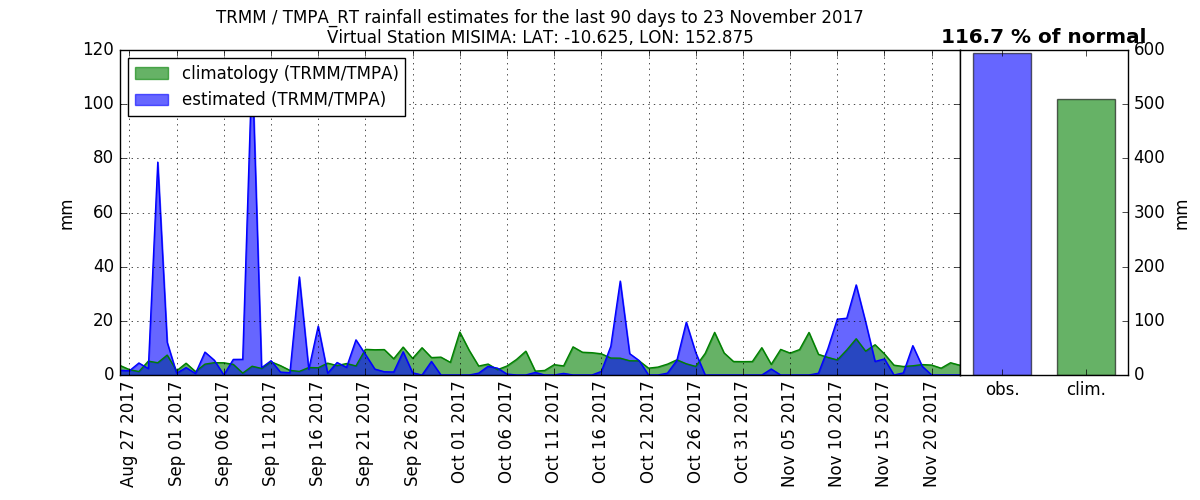 TRMM / TMPA_RT rainfall estimates for the last 90 days to 23 November 2017
Virtual Station MISIMA: LAT: -10.625, LON: 152.875
116.7 % of normal
climatology (TRMM/TMPA)
estimated (TRMM/TMPA)
120
100
80
60
40
20
0
mm
600
500
400
300
200
100
0
mm
Aug 27 2017
Sep 01 2017
Sep 06 2017
Sep 11 2017
Sep 16 2017
Sep 21 2017
Sep 26 2017
Oct 01 2017
Oct 06 2017
Oct 11 2017
Oct 16 2017
Oct 21 2017
Oct 26 2017
Oct 31 2017
Nov 05 2017
Nov 10 2017
Nov 15 2017
Nov 20 2017
obs.
clim.